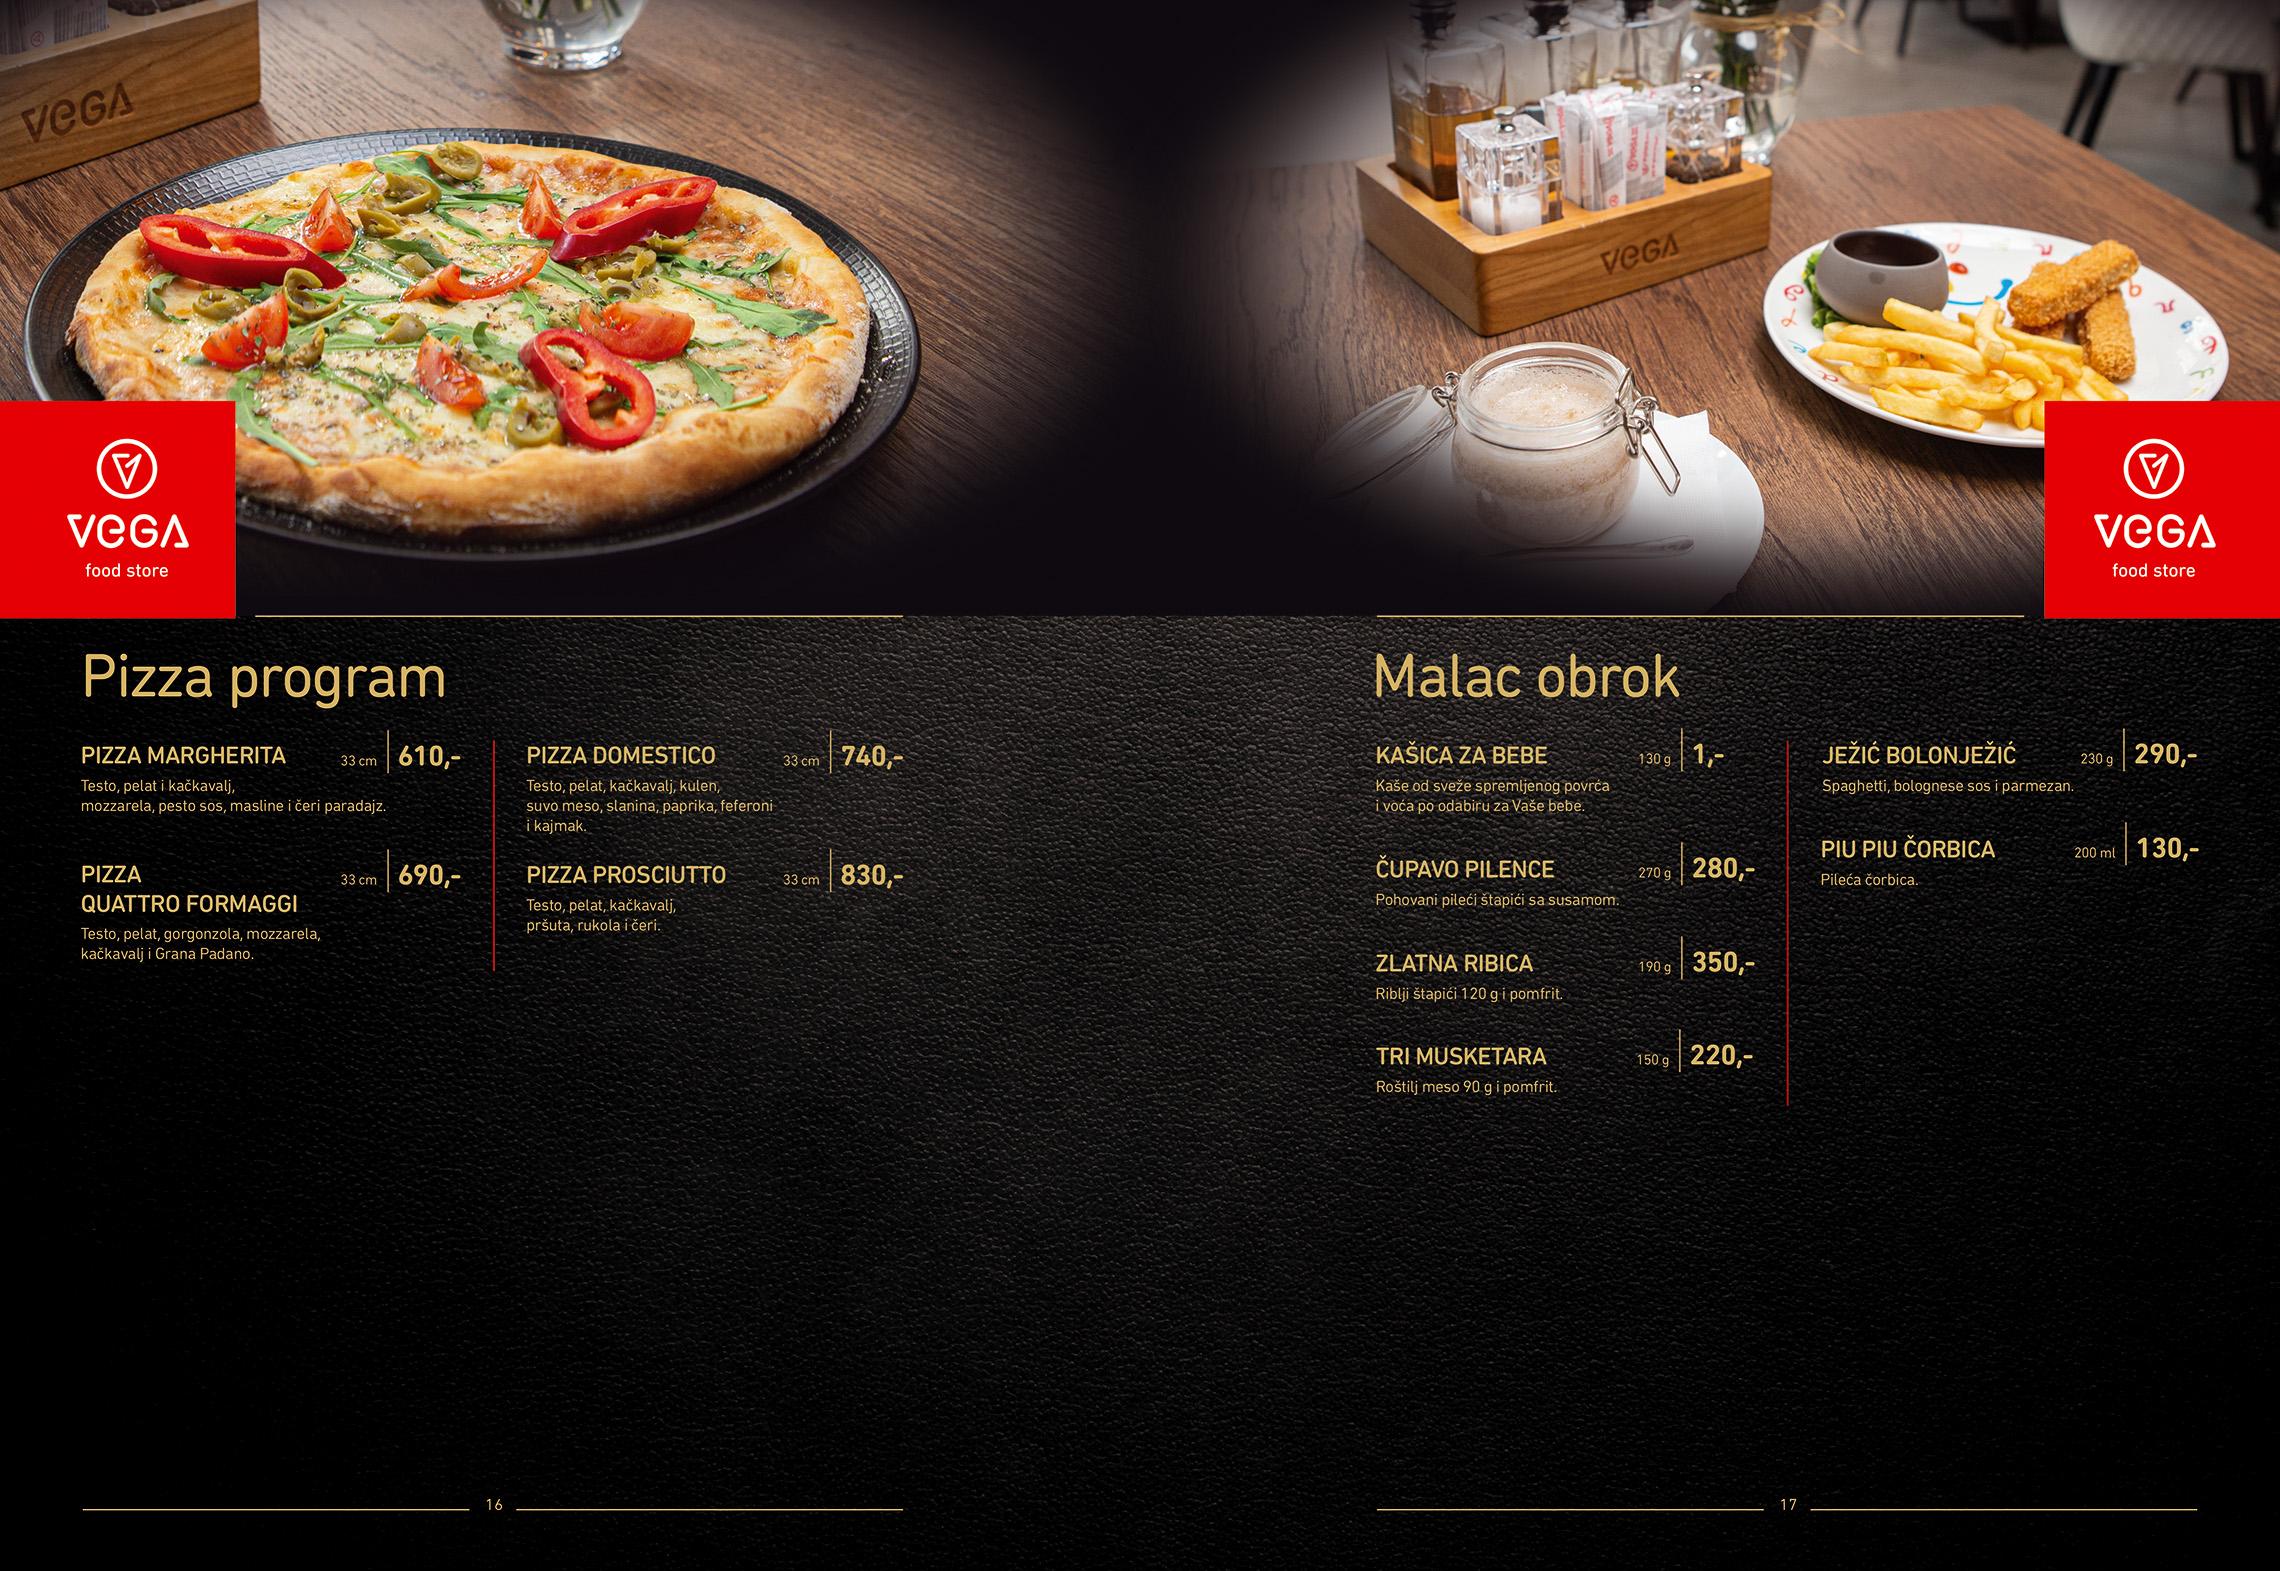 VEGA
VEGA
VEGA
food store
VEGA
food store
Pizza program
PIZZA MARGHERITA 33 cm 610,-
Testo, pelat i kačkavalj,
mozzarela, pesto sos, masline i čeri paradajz.
PIZZA
QUATTRO FORMAGGI 33 cm 690,-
Testo, pelat, gorgonzola, mozzarela,
kačkavalj i Grana Padano.
PIZZA DOMESTICO 33 cm 740,-
Testo, pelat, kačkavalj, kulen,
suvo meso, slanina, paprika, feferoni
i kajmak.
PIZZA PROSCIUTTO 33 cm 830,-
Testo, pelat, kačkavalj,
pršuta, rukola i čeri.
16
Malac obrok
KAŠICA ZA BEBE 130 g 1,-
Kaše od sveže spremljenog povrća
i voća po odabiru za Vaše bebe.
ČUPAVO PILENCE 270 g 280,-
Pohovani pileći štapići sa susamom.
ZLATNA RIBICA 190 g 350,-
Riblji štapići 120 g i pomfrit.
TRI MUSKETARA 150 g 220,-
Roštilj meso 90 g i pomfrit.
JEŽIĆ BOLONJEŽIĆ 230 g 290,-
Spaghetti, bolognese sos i parmezan.
PIU PIU ČORBICA 200 ml 130,-
Pileća čorbica.
17